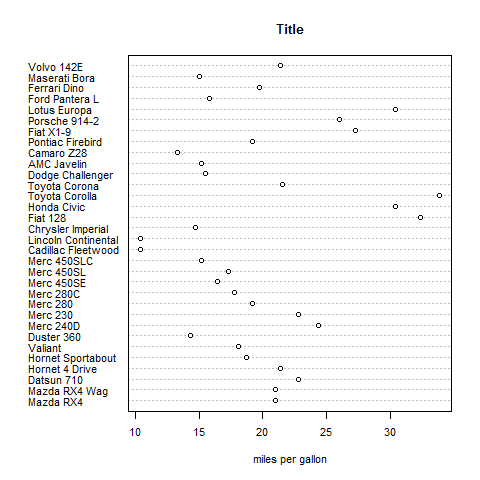 Title
Volvo 142E
Maserati Bora
Ferrari Dino
Ford Pantera L
Lotus Europa
Porsche 914-2
Fiat X1-9
Pontiac Firebird
Camaro Z28
AMC Javelin
Dodge Challenger
Toyota Corona
Toyota Corolla
Honda Civic
Fiat 128
Chrysler Imperial
Lincoln Continental
Cadillac Fleetwood
Merc 450SLC
Merc 450SL
Merc 450SE
Merc 280C
Merc 280
Merc 230
Merc 240D
Duster 360
Valiant
Hornet Sportabout
Hornet 4 Drive
Datsun 710
Mazda RX4 Wag
Mazda RX4
10 15 20 25 30
miles per gallon